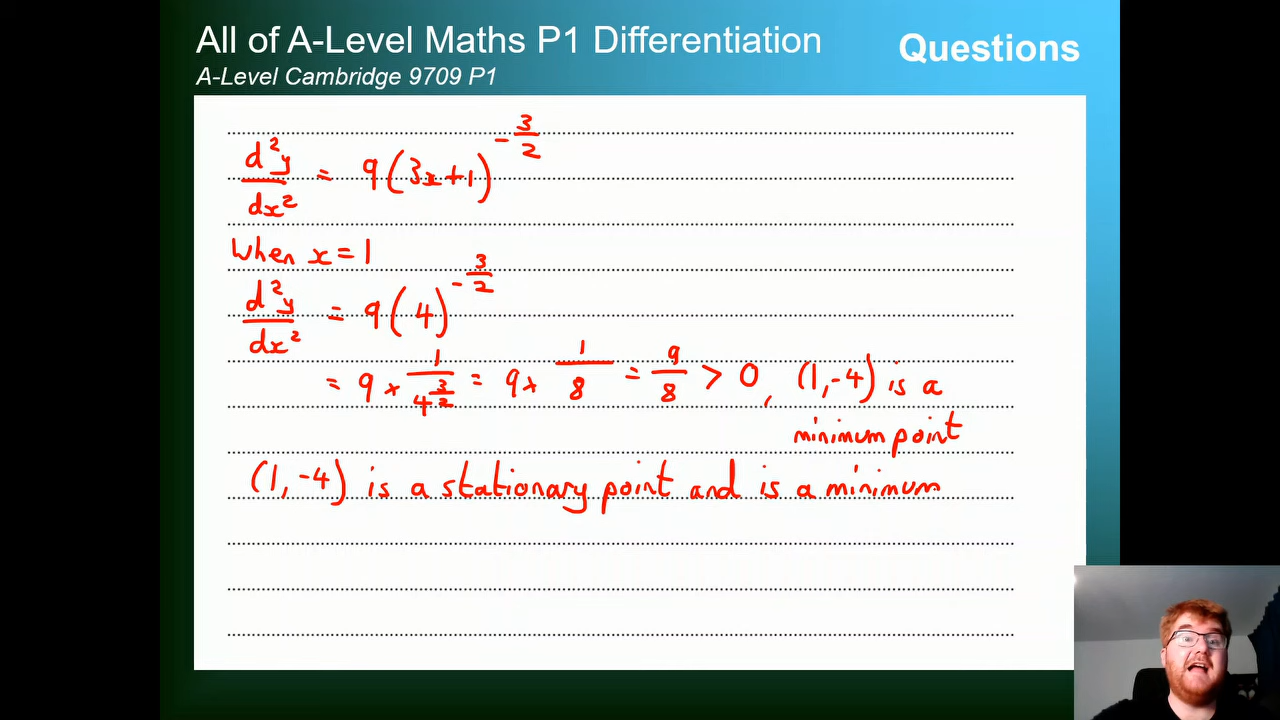 All of A-Level Maths P1 Differentiation
Questions
A-Level Cambridge 9709 P1
d²y/dx² = 9(3x+1)^(-3/2)
When x=1
d²y/dx² = 9(4)^(-3/2)
= 9 × 1/4^(3/2) = 9 × 1/8 = 9/8 > 0, (1,-4) is a
minimum point
(1,-4) is a stationary point and is a minimum